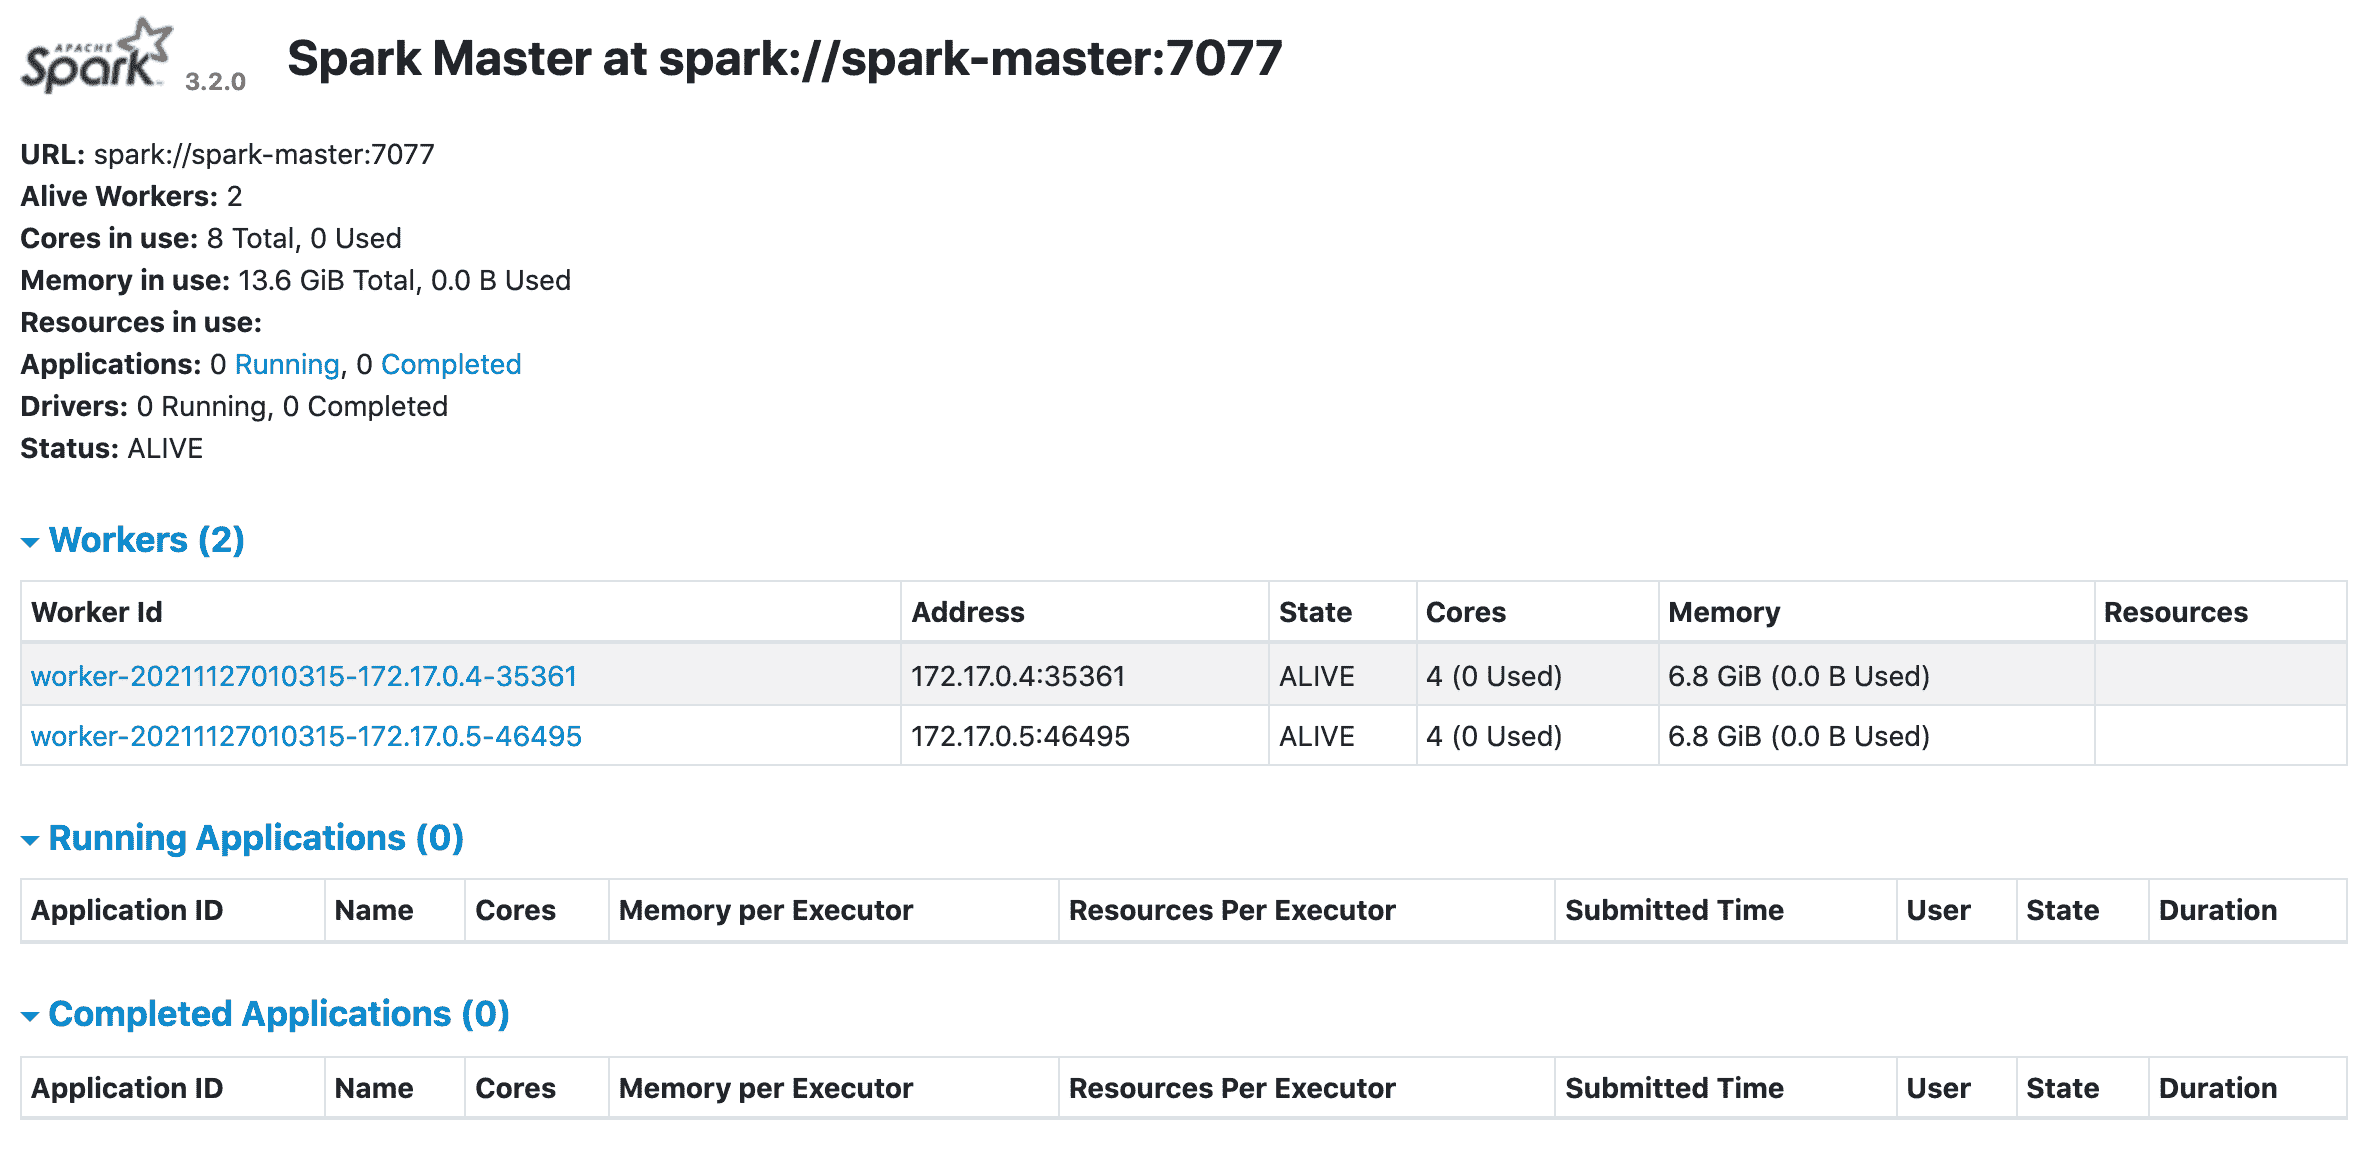 APACHE
Spark 3.2.0 Spark Master at spark://spark-master:7077
URL: spark://spark-master:7077
Alive Workers: 2
Cores in use: 8 Total, 0 Used
Memory in use: 13.6 GiB Total, 0.0 B Used
Resources in use:
Applications: 0 Running, 0 Completed
Drivers: 0 Running, 0 Completed
Status: ALIVE
Workers (2)
Worker Id Address State Cores Memory Resources
worker-20211127010315-172.17.0.4-35361 172.17.0.4:35361 ALIVE 4 (0 Used) 6.8 GiB (0.0 B Used)
worker-20211127010315-172.17.0.5-46495 172.17.0.5:46495 ALIVE 4 (0 Used) 6.8 GiB (0.0 B Used)
Running Applications (0)
Application ID Name Cores Memory per Executor Resources Per Executor Submitted Time User State Duration
Completed Applications (0)
Application ID Name Cores Memory per Executor Resources Per Executor Submitted Time User State Duration